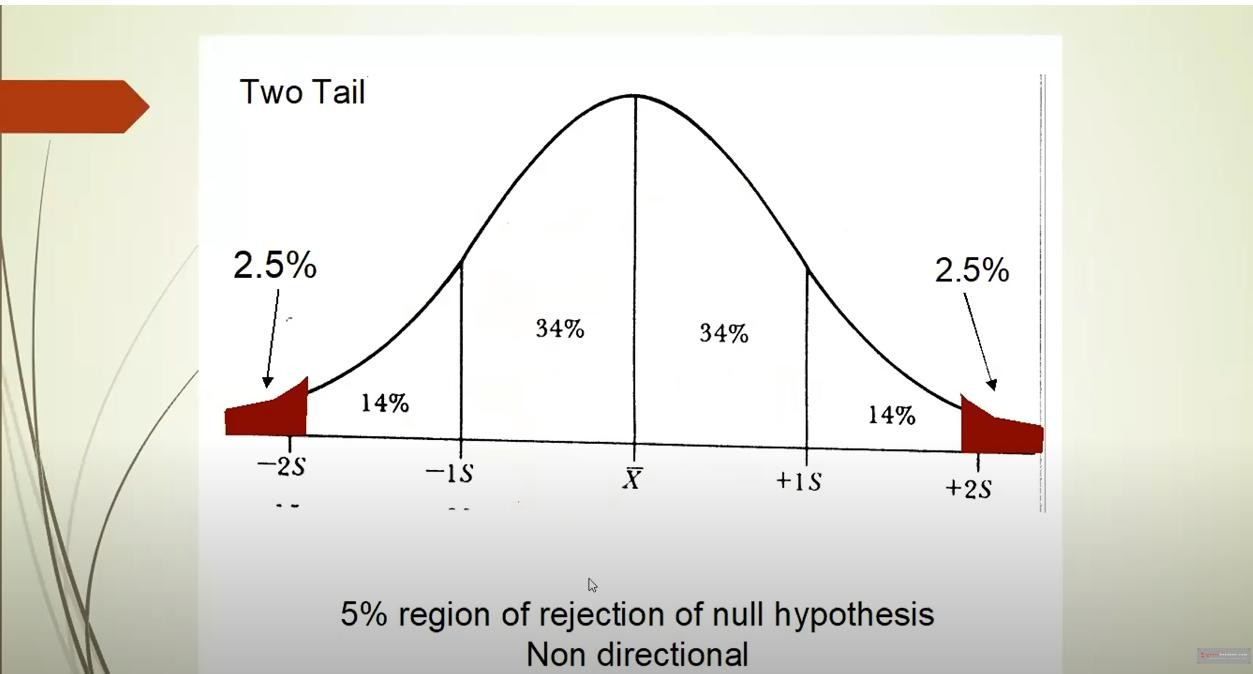 Two Tail
2.5%
2.5%
34%
34%
14%
14%
−2S
−1S
X̅
+1S
+2S
5% region of rejection of null hypothesis
Non directional